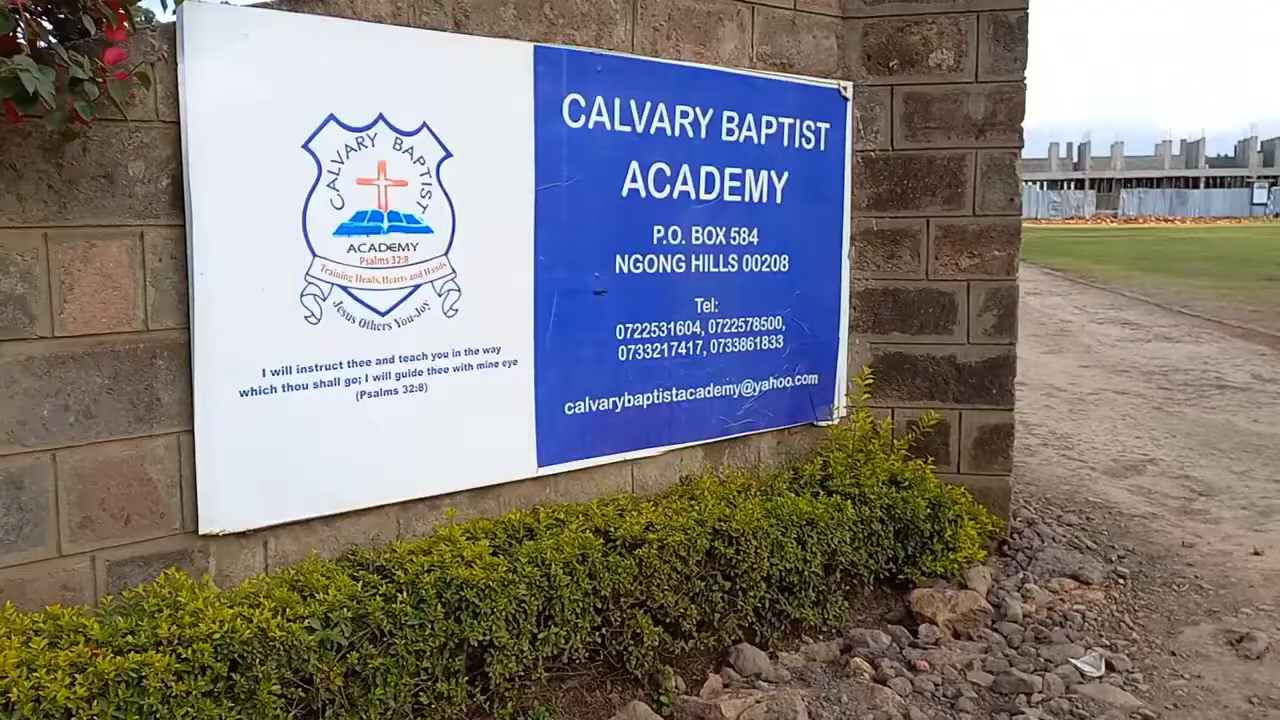 CALVARY BAPTIST
ACADEMY
Psalms 32:8
Training Heads, Hearts and Hands
Jesus Others You-Joy
I will instruct thee and teach you in the way
which thou shall go; I will guide thee with mine eye
(Psalms 32:8)
CALVARY BAPTIST
ACADEMY
P.O. BOX 584
NGONG HILLS 00208
Tel:
0722531604, 0722578500,
0733217417, 0733861833
calvarybaptistacademy@yahoo.com